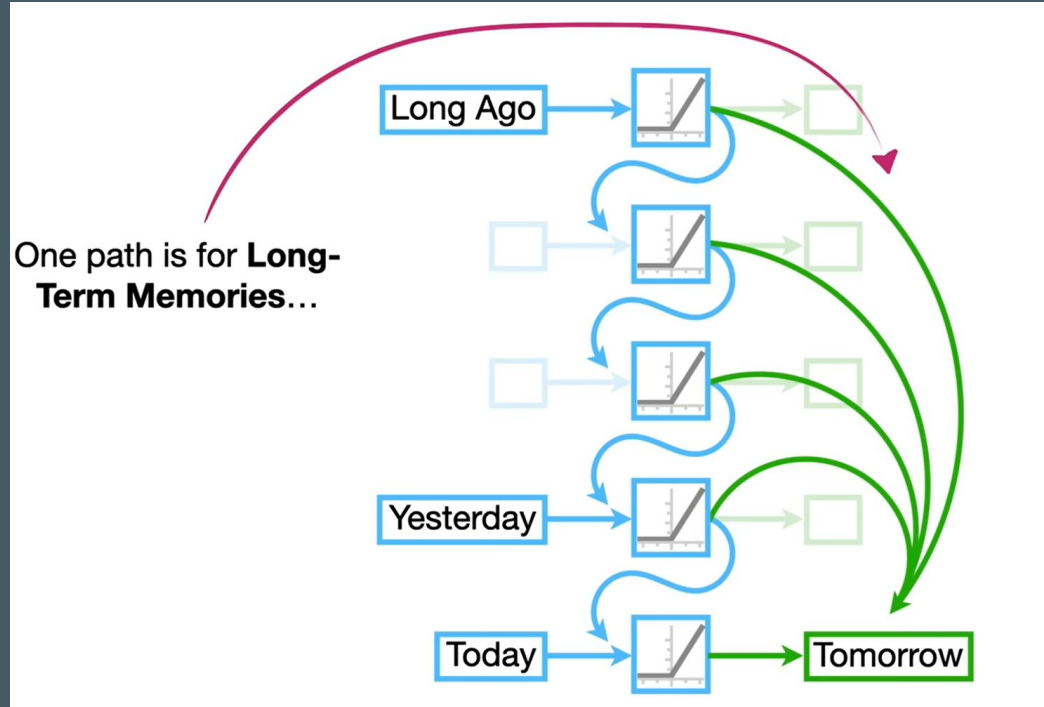 Long Ago
One path is for Long-
Term Memories...
Yesterday
Today
Tomorrow